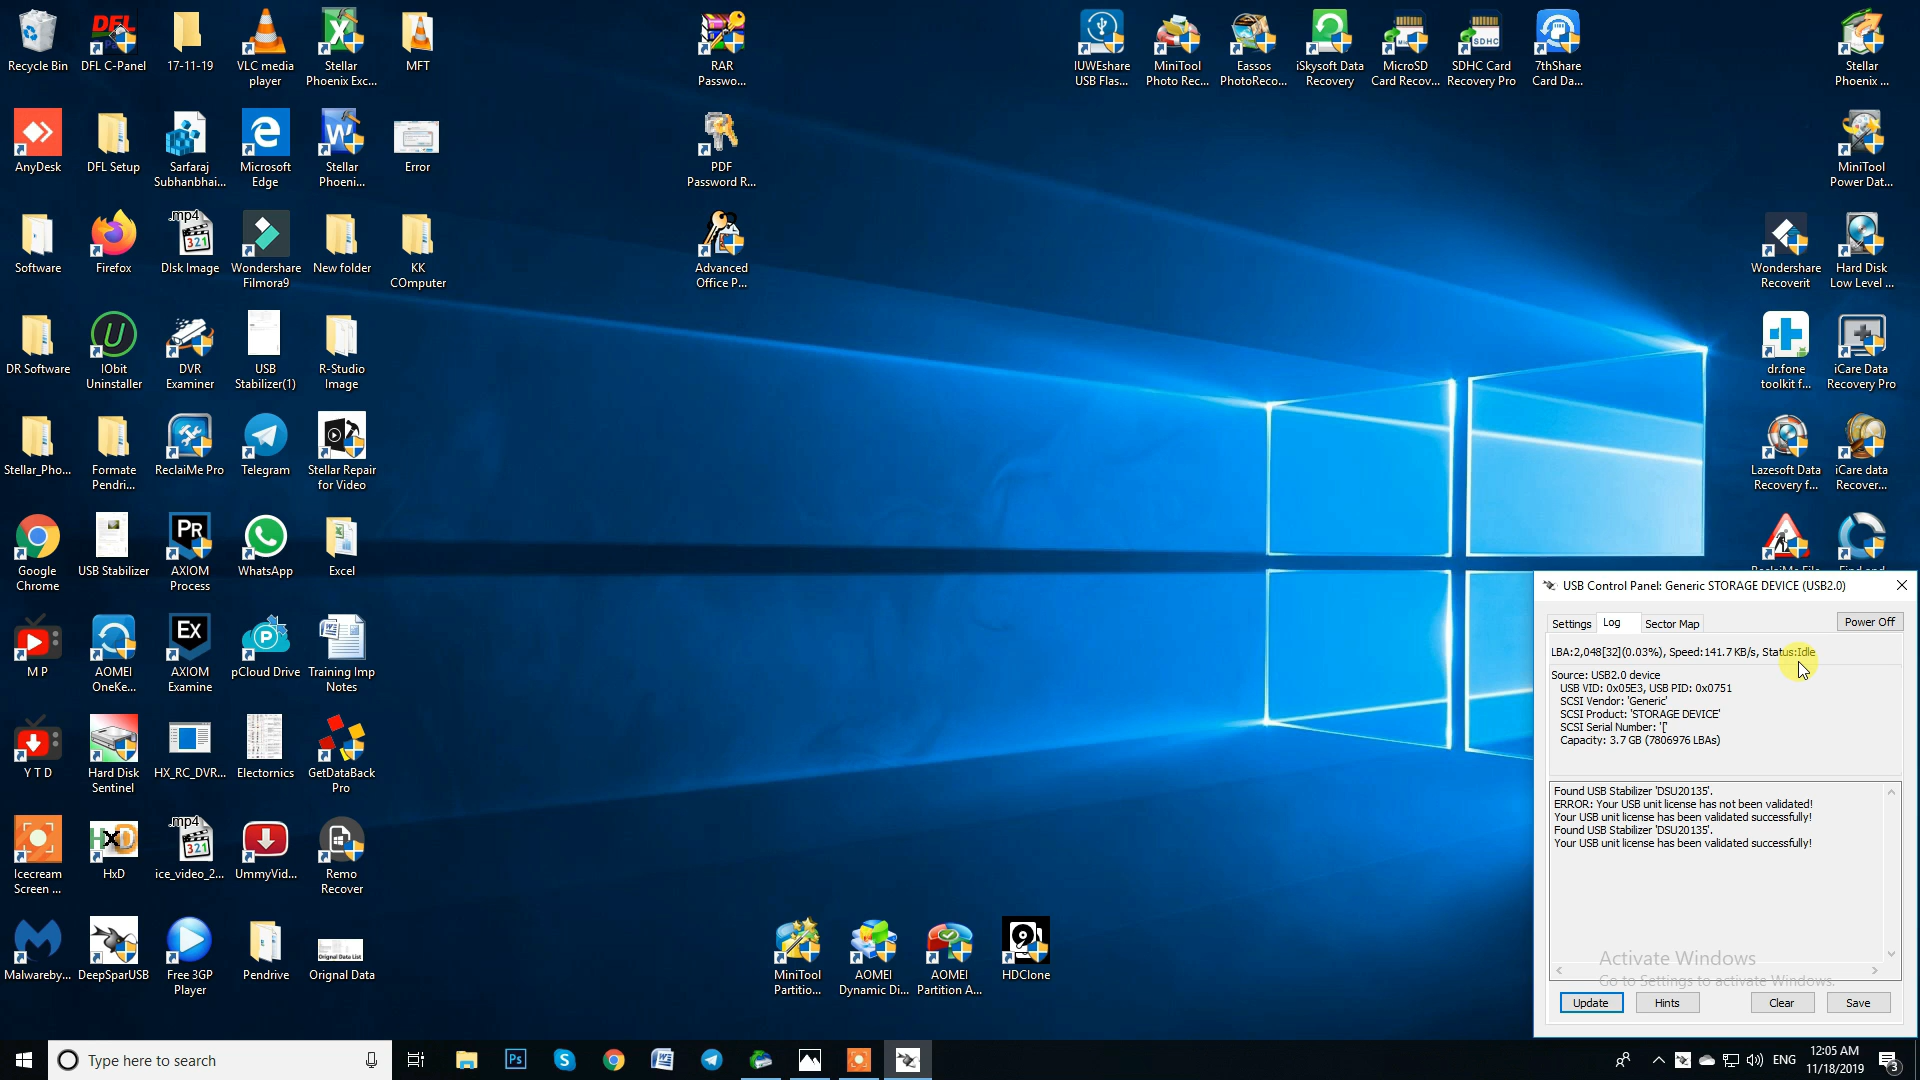 Recycle Bin
DFL C-Panel
17-11-19
VLC media
player
Stellar
Phoenix Exc...
MFT
RAR
Passwo...
IUWEshare
USB Flas...
MiniTool
Photo Rec...
Eassos
PhotoReco...
iSkysoft Data
Recovery
MicroSD
Card Recov...
SDHC Card
Recovery Pro
7thShare
Card Da...
Stellar
Phoenix ...
AnyDesk
DFL Setup
Sarfaraj
Subhanbhai...
Microsoft
Edge
Stellar
Phoeni...
Error
PDF
Password R...
MiniTool
Power Dat...
Software
Firefox
.mp4
DIsk Image
Wondershare
Filmora9
New folder
KK
COmputer
Advanced
Office P...
Wondershare
Recoverit
Hard Disk
Low Level ...
DR Software
IObit
Uninstaller
DVR
Examiner
USB
Stabilizer(1)
R-Studio
Image
dr.fone
toolkit f...
iCare Data
Recovery Pro
Stellar_Pho...
Formate
Pendri...
ReclaiMe Pro
Telegram
Stellar Repair
for Video
Lazesoft Data
Recovery f...
iCare data
Recover...
Google
Chrome
USB Stabilizer
AXIOM
Process
WhatsApp
Excel
M P
AOMEI
OneKe...
AXIOM
Examine
pCloud Drive
Training Imp
Notes
Y T D
Hard Disk
Sentinel
HX_RC_DVR...
Electornics
GetDataBack
Pro
Icecream
Screen ...
HxD
.mp4
ice_video_2...
UmmyVid...
Remo
Recover
Malwareby...
DeepSparUSB
Free 3GP
Player
Pendrive
Orignal Data List
Orignal Data
MiniTool
Partitio...
AOMEI
Dynamic Di...
AOMEI
Partition A...
HDClone
USB Control Panel: Generic STORAGE DEVICE (USB2.0)
Settings
Log
Sector Map
Power Off
LBA:2,048[32](0.03%), Speed:141.7 KB/s, Status:Idle
Source: USB2.0 device
USB VID: 0x05E3, USB PID: 0x0751
SCSI Vendor: 'Generic'
SCSI Product: 'STORAGE DEVICE'
SCSI Serial Number: '['
Capacity: 3.7 GB (7806976 LBAs)
Found USB Stabilizer 'DSU20135'.
ERROR: Your USB unit license has not been validated!
Your USB unit license has been validated successfully!
Found USB Stabilizer 'DSU20135'.
Your USB unit license has been validated successfully!
Activate Windows
Go to Settings to activate Windows.
Update
Hints
Clear
Save
Type here to search
ENG
12:05 AM
11/18/2019
3